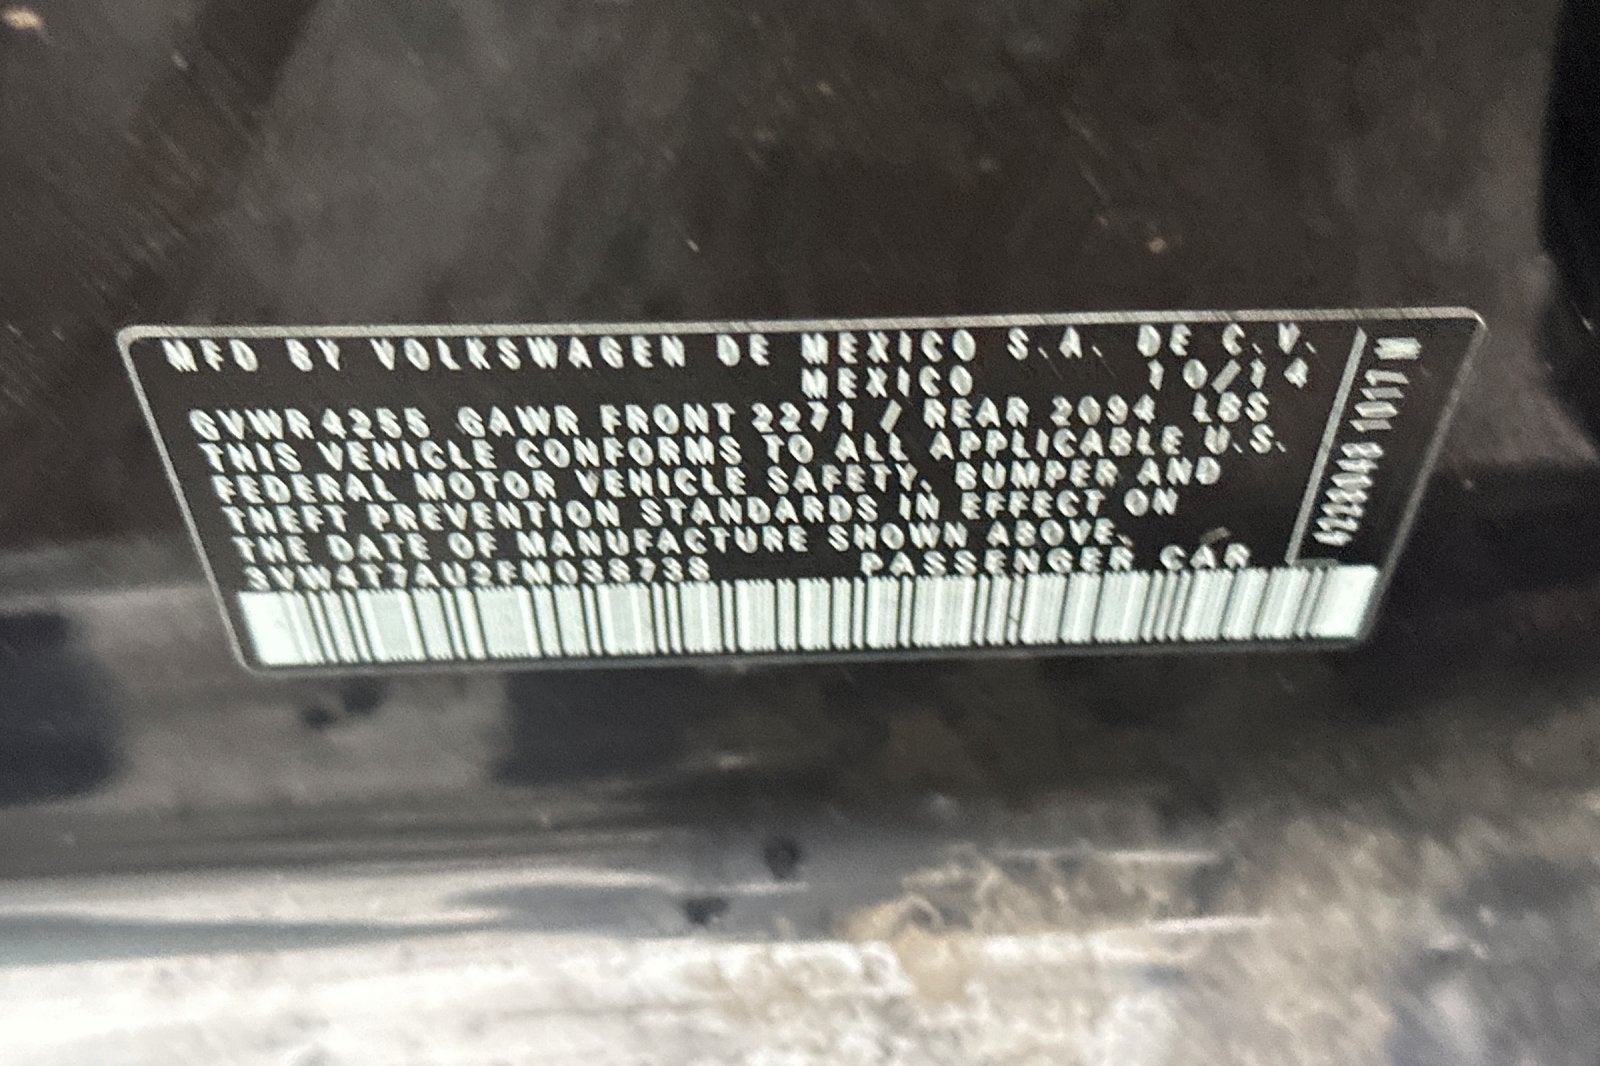 MFD BY VOLKSWAGEN DE MEXICO S.A. DE C.V.
MEXICO 10/14
GVWR 4255 GAWR FRONT 2271 / REAR 2094 LBS
THIS VEHICLE CONFORMS TO ALL APPLICABLE U.S.
FEDERAL MOTOR VEHICLE SAFETY, BUMPER AND
THEFT PREVENTION STANDARDS IN EFFECT ON
THE DATE OF MANUFACTURE SHOWN ABOVE.
3VW4T7AU2FM038738 PASSENGER CAR